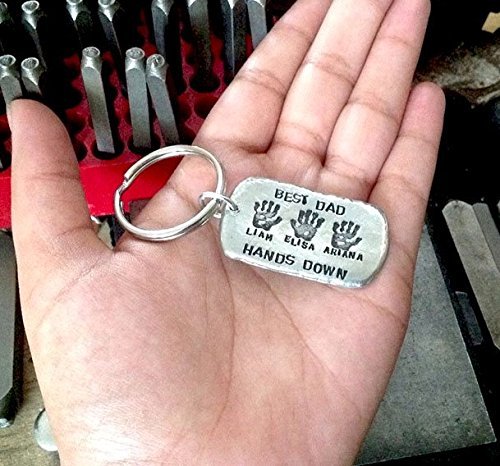 BEST DAD
LIAM ELISA ARIANA
HANDS DOWN